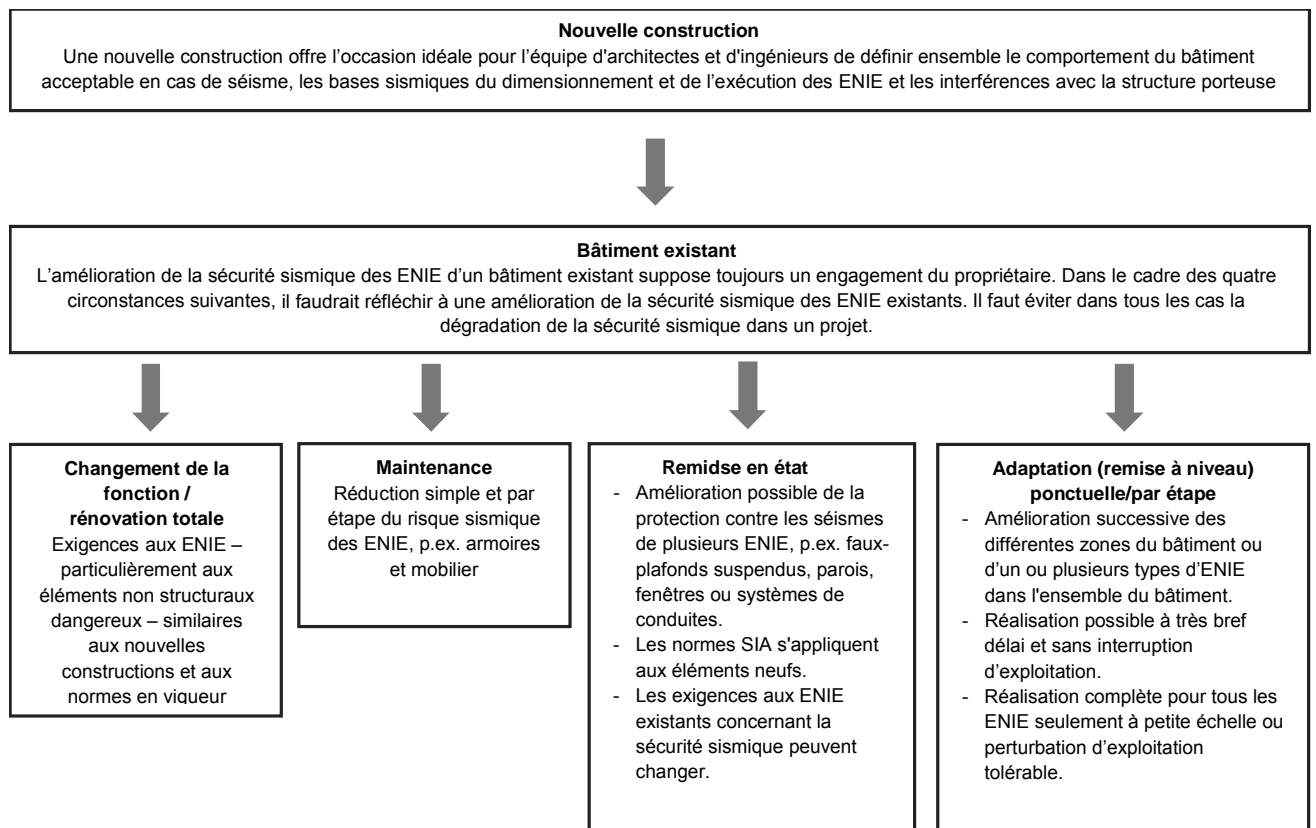 Nouvelle construction
Une nouvelle construction offre l'occasion idéale pour l'équipe d'architectes et d'ingénieurs de définir ensemble le comportement du bâtiment
acceptable en cas de séisme, les bases sismiques du dimensionnement et de l'exécution des ENIE et les interférences avec la structure porteuse
Bâtiment existant
L'amélioration de la sécurité sismique des ENIE d'un bâtiment existant suppose toujours un engagement du propriétaire. Dans le cadre des quatre
circonstances suivantes, il faudrait réfléchir à une amélioration de la sécurité sismique des ENIE existants. Il faut éviter dans tous les cas la
dégradation de la sécurité sismique dans un projet.
Changement de la
fonction /
rénovation totale
Exigences aux ENIE –
particulièrement aux
éléments non structuraux
dangereux – similaires
aux nouvelles
constructions et aux
normes en vigueur
Maintenance
Réduction simple et par
étape du risque sismique
des ENIE, p.ex. armoires
et mobilier
Remidse en état
- Amélioration possible de la
protection contre les séismes
de plusieurs ENIE, p.ex. faux-
plafonds suspendus, parois,
fenêtres ou systèmes de
conduites.
- Les normes SIA s'appliquent
aux éléments neufs.
- Les exigences aux ENIE
existants concernant la
sécurité sismique peuvent
changer.
Adaptation (remise à niveau)
ponctuelle/par étape
- Amélioration successive des
différentes zones du bâtiment ou
d'un ou plusieurs types d'ENIE
dans l'ensemble du bâtiment.
- Réalisation possible à très bref
délai et sans interruption
d'exploitation.
- Réalisation complète pour tous les
ENIE seulement à petite échelle ou
perturbation d'exploitation
tolérable.